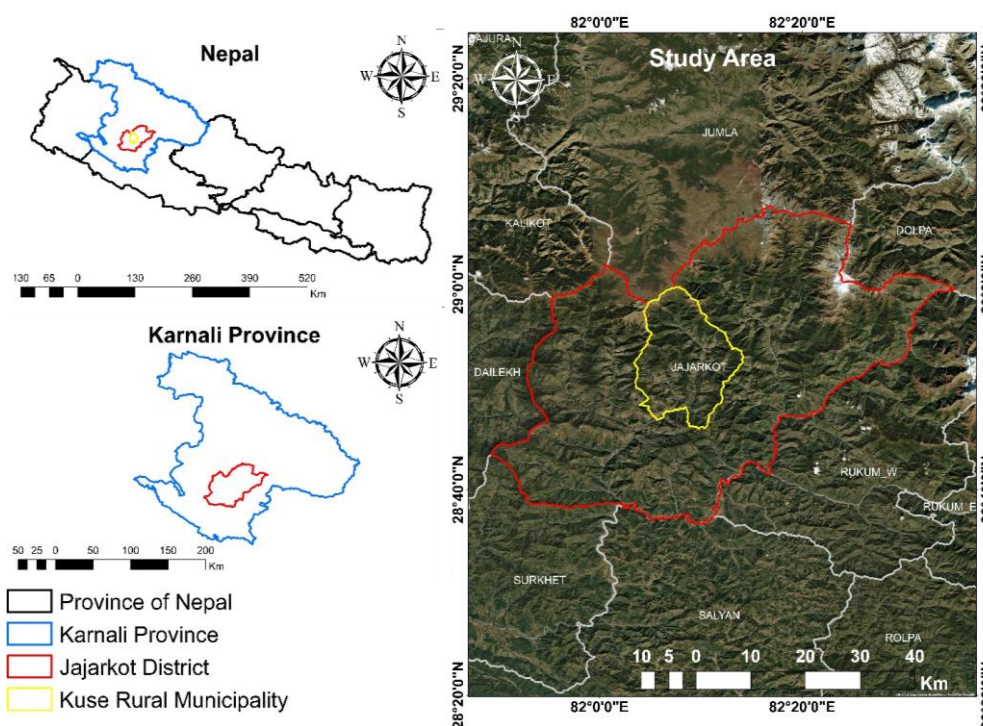 Nepal
N
W E
S
130 65 0 130 260 390 520
Km
Karnali Province
N
W E
S
50 25 0 50 100 150 200
Km
Province of Nepal
Karnali Province
Jajarkot District
Kuse Rural Municipality
82°0'0"E 82°20'0"E
Study Area
N
W E
S
29°20'0"N
JUMLA
KALIKOT
DOLPA
29°0'0"N
DAILEKH
JAJARKOT
28°40'0"N
RUKUM_W
RUKUM_E
SURKHET
SALYAN
ROLPA
10 5 0 10 20 30 40
Km
28°20'0"N
82°0'0"E 82°20'0"E